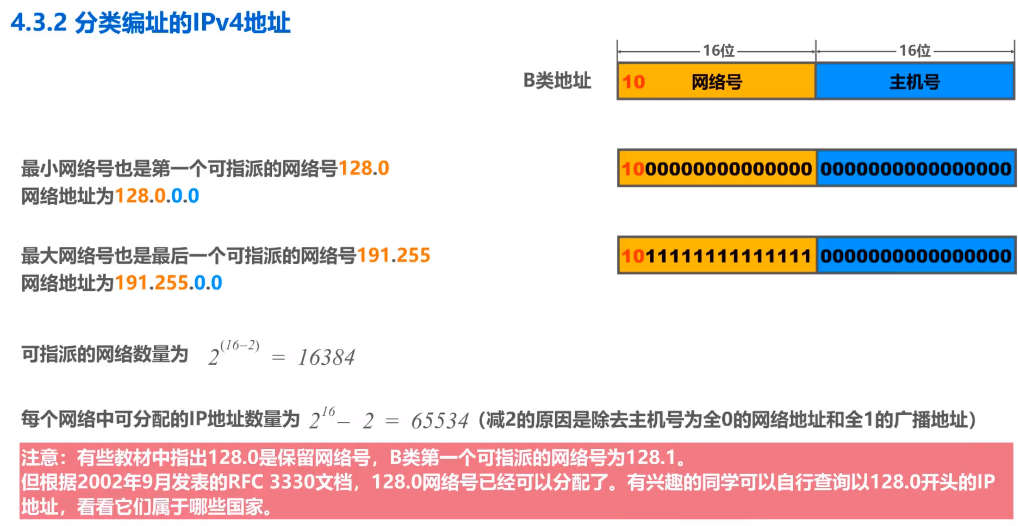 4.3.2 分类编址的IPv4地址
16位 16位
B类地址 10 网络号 主机号
最小网络号也是第一个可指派的网络号128.0
网络地址为128.0.0.0
1000000000000000 0000000000000000
最大网络号也是最后一个可指派的网络号191.255
网络地址为191.255.0.0
1011111111111111 0000000000000000
可指派的网络数量为 2^(16-2) = 16384
每个网络中可分配的IP地址数量为 2^16 - 2 = 65534 (减2的原因是除去主机号为全0的网络地址和全1的广播地址)
注意：有些教材中指出128.0是保留网络号，B类第一个可指派的网络号为128.1。
但根据2002年9月发表的RFC 3330文档，128.0网络号已经可以分配了。有兴趣的同学可以自行查询以128.0开头的IP
地址，看看它们属于哪些国家。